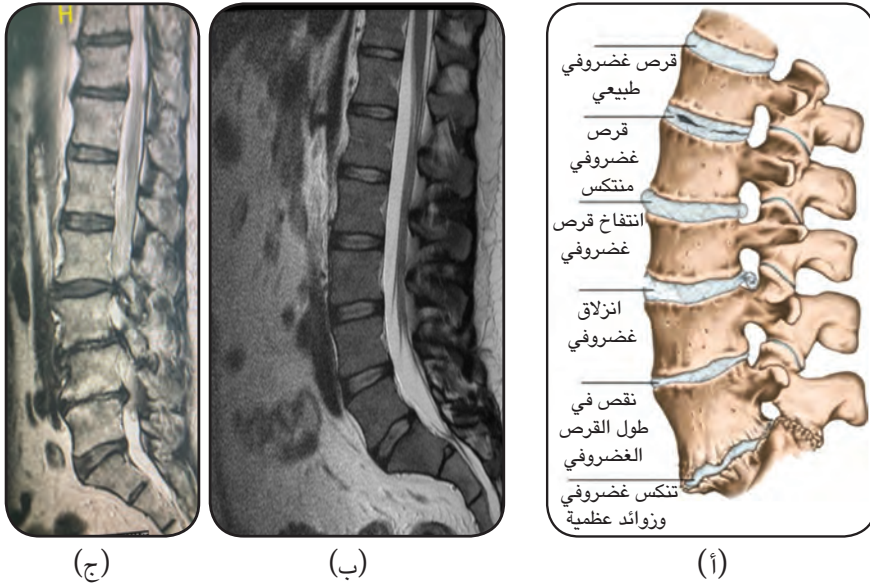 H
قرص غضروفي
طبيعي
قرص
غضروفي
منتكس
انتفاخ قرص
غضروفي
انزلاق
غضروفي
نقص في
طول القرص
الغضروفي
تنكس غضروفي
وزوائد عظمية
(أ)
(ب)
(ج)